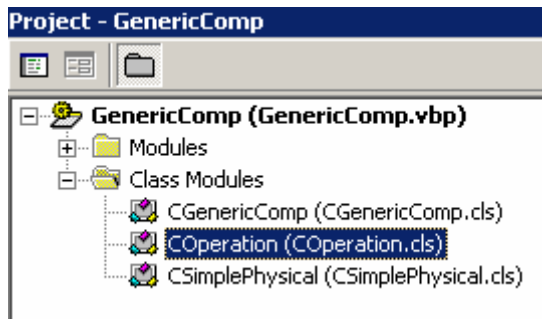 Project - GenericComp
GenericComp (GenericComp.vbp)
Modules
Class Modules
CGenericComp (CGenericComp.cls)
COperation (COperation.cls)
CSimplePhysical (CSimplePhysical.cls)